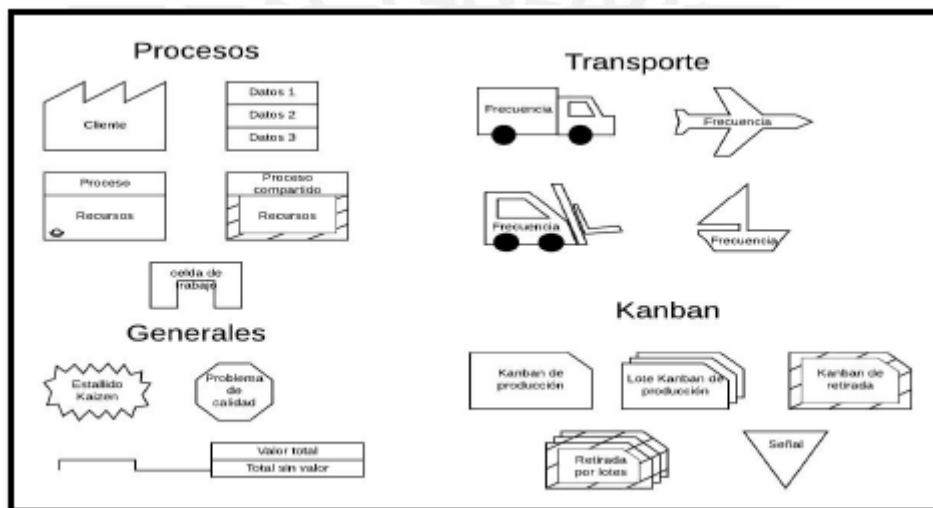 Procesos
Cliente
Datos 1
Datos 2
Datos 3
Proceso
Recursos
Proceso
compartido
Recursos
celda de
trabajo
Generales
Estallido
Kaizen
Problema
de
calidad
Valor total
Total sin valor
Transporte
Frecuencia
Frecuencia
Frecuencia
Frecuencia
Kanban
Kanban de
producción
Lote Kanban de
producción
Kanban de
retirada
Retirada
por lotes
Señal